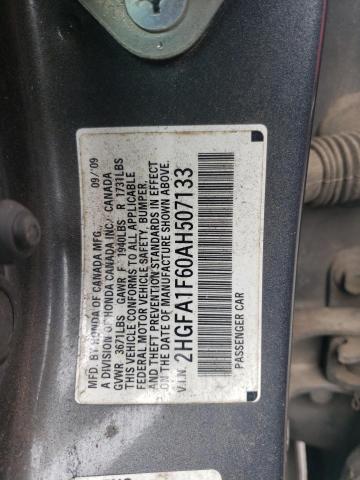 MFD. BY HONDA OF CANADA MFG., 09/09
A DIVISION OF HONDA CANADA INC./ CANADA
GVWR 3671LBS GAWR F 1940LBS R 1731LBS
THIS VEHICLE CONFORMS TO ALL APPLICABLE
FEDERAL MOTOR VEHICLE SAFETY, BUMPER,
AND THEFT PREVENTION STANDARDS IN EFFECT
ON THE DATE OF MANUFACTURE SHOWN ABOVE.
V.I.N. 2HGFA1F60AH507133
PASSENGER CAR